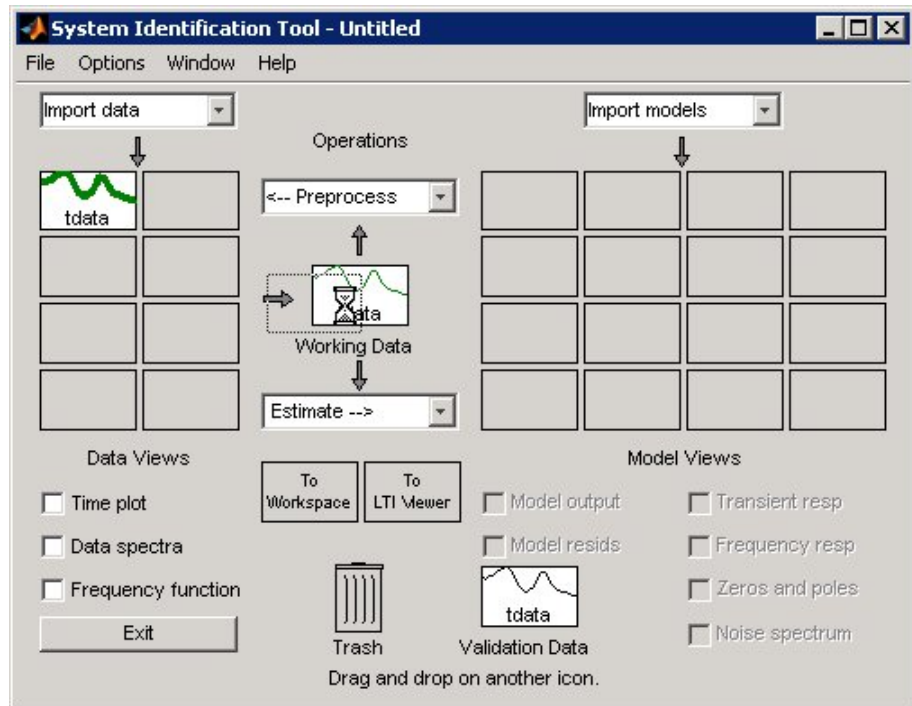 System Identification Tool - Untitled
File Options Window Help
Import data
Import models
Operations
<-- Preprocess
tdata
Working Data
Estimate -->
Data Views
Model Views
To Workspace
To LTI Viewer
Time plot
Data spectra
Frequency function
Exit
Model output
Model resids
Transient resp
Frequency resp
Zeros and poles
Noise spectrum
tdata
Trash
Validation Data
Drag and drop on another icon.